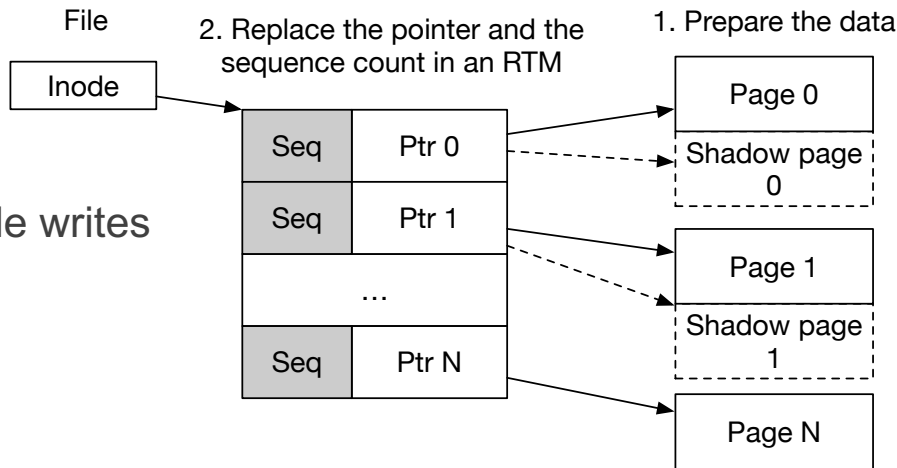 File
Inode
2. Replace the pointer and the
sequence count in an RTM
1. Prepare the data
Seq
Ptr 0
Seq
Ptr 1
...
Seq
Ptr N
Page 0
Shadow page
0
Page 1
Shadow page
1
Page N
writes